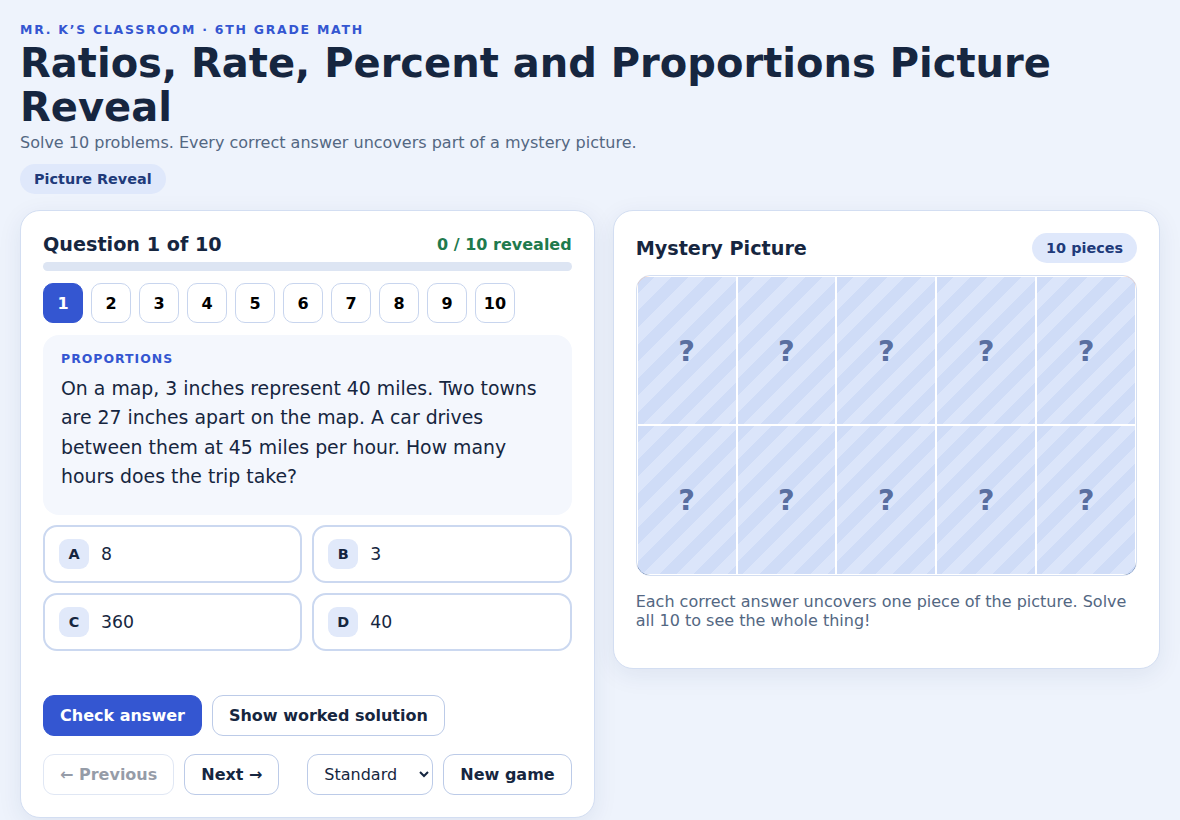 MR. K’S CLASSROOM · 6TH GRADE MATH
Ratios, Rate, Percent and Proportions Picture
Reveal
Solve 10 problems. Every correct answer uncovers part of a mystery picture.
Picture Reveal
Question 1 of 10
0 / 10 revealed
1 2 3 4 5 6 7 8 9 10
PROPORTIONS
On a map, 3 inches represent 40 miles. Two towns
are 27 inches apart on the map. A car drives
between them at 45 miles per hour. How many
hours does the trip take?
A 8
B 3
C 360
D 40
Check answer
Show worked solution
← Previous
Next →
Standard
New game
Mystery Picture
10 pieces
? ? ? ? ?
? ? ? ? ?
Each correct answer uncovers one piece of the picture. Solve
all 10 to see the whole thing!